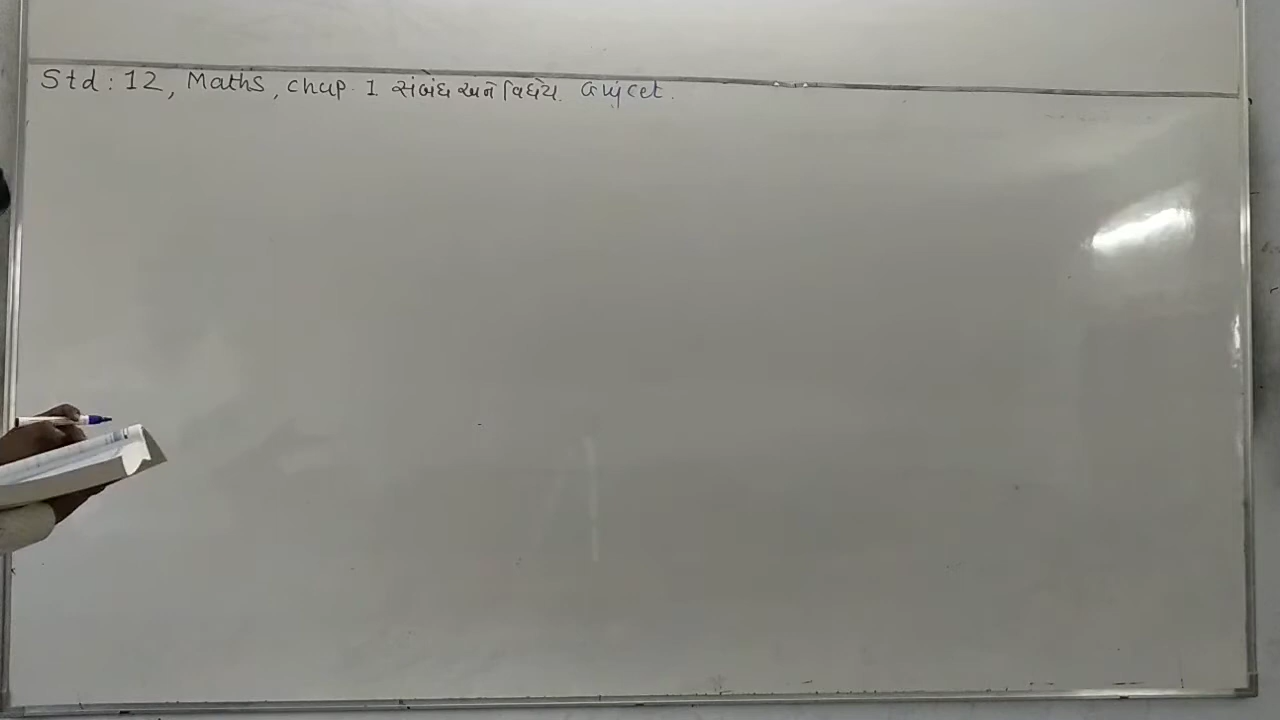 Std : 12, Maths, chap. 1 સંબંધ અને વિધેય. Gujcet.